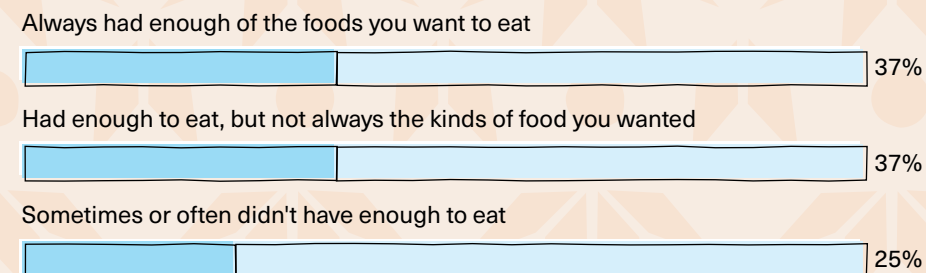 Always had enough of the foods you want to eat
37%
Had enough to eat, but not always the kinds of food you wanted
37%
Sometimes or often didn't have enough to eat
25%